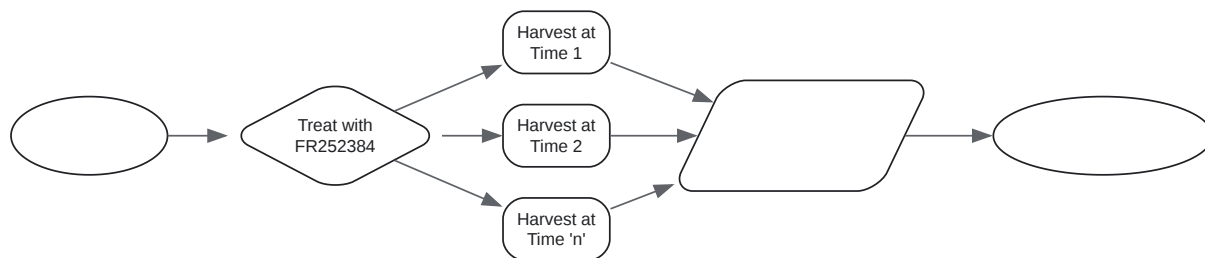 Treat with
FR252384
Harvest at
Time 1
Harvest at
Time 2
Harvest at
Time 'n'